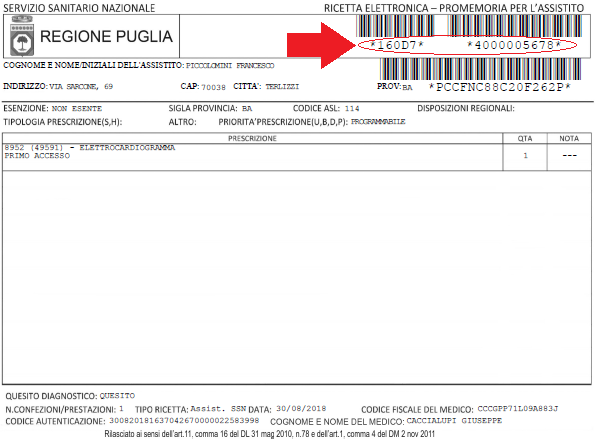 SERVIZIO SANITARIO NAZIONALE RICETTA ELETTRONICA – PROMEMORIA PER L'ASSISTITO
REGIONE PUGLIA *160D7* *4000005678*
COGNOME E NOME/INIZIALI DELL'ASSISTITO: PICCOLOMINI FRANCESCO
INDIRIZZO: VIA SARCONE, 69 CAP: 70038 CITTA': TERLIZZI PROV: BA *PCCFNC88C20F262P*
ESENZIONE: NON ESENTE SIGLA PROVINCIA: BA CODICE ASL: 114 DISPOSIZIONI REGIONALI:
TIPOLOGIA PRESCRIZIONE(S,H): ALTRO: PRIORITA'PRESCRIZIONE(U,B,D,P): PROGRAMMABILE
PRESCRIZIONE QTA NOTA
8952 (49591) - ELETTROCARDIOGRAMMA
PRIMO ACCESSO 1 ---
QUESITO DIAGNOSTICO: QUESITO
N.CONFEZIONI/PRESTAZIONI: 1 TIPO RICETTA: Assist. SSN DATA: 30/08/2018 CODICE FISCALE DEL MEDICO: CCCGPP71L09A883J
CODICE AUTENTICAZIONE: 300820181637042670000022583998 COGNOME E NOME DEL MEDICO: CACCIALUPI GIUSEPPE
Rilasciato ai sensi dell'art.11, comma 16 del DL 31 mag 2010, n.78 e dell'art.1, comma 4 del DM 2 nov 2011